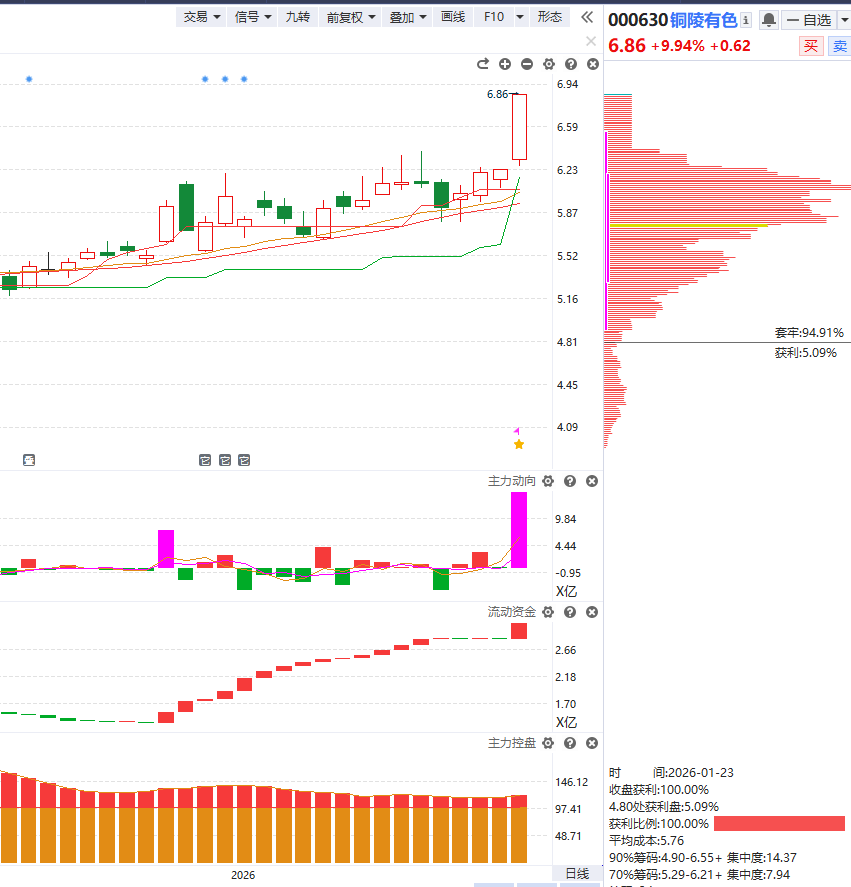 交易 信号 九转 前复权 叠加 画线 F10 形态
000630 铜陵有色 自选
6.86 +9.94% +0.62 买 卖
6.94
6.86
6.59
6.23
5.87
5.52
5.16
4.81
4.45
4.09
套牢:94.91%
获利:5.09%
主力动向
9.84
4.44
-0.95
X亿
流动资金
2.66
2.18
1.70
X亿
主力控盘
146.12
97.41
48.71
2026 日线
时 间:2026-01-23
收盘获利:100.00%
4.80处获利盘:5.09%
获利比例:100.00%
平均成本:5.76
90%筹码:4.90-6.55+ 集中度:14.37
70%筹码:5.29-6.21+ 集中度:7.94